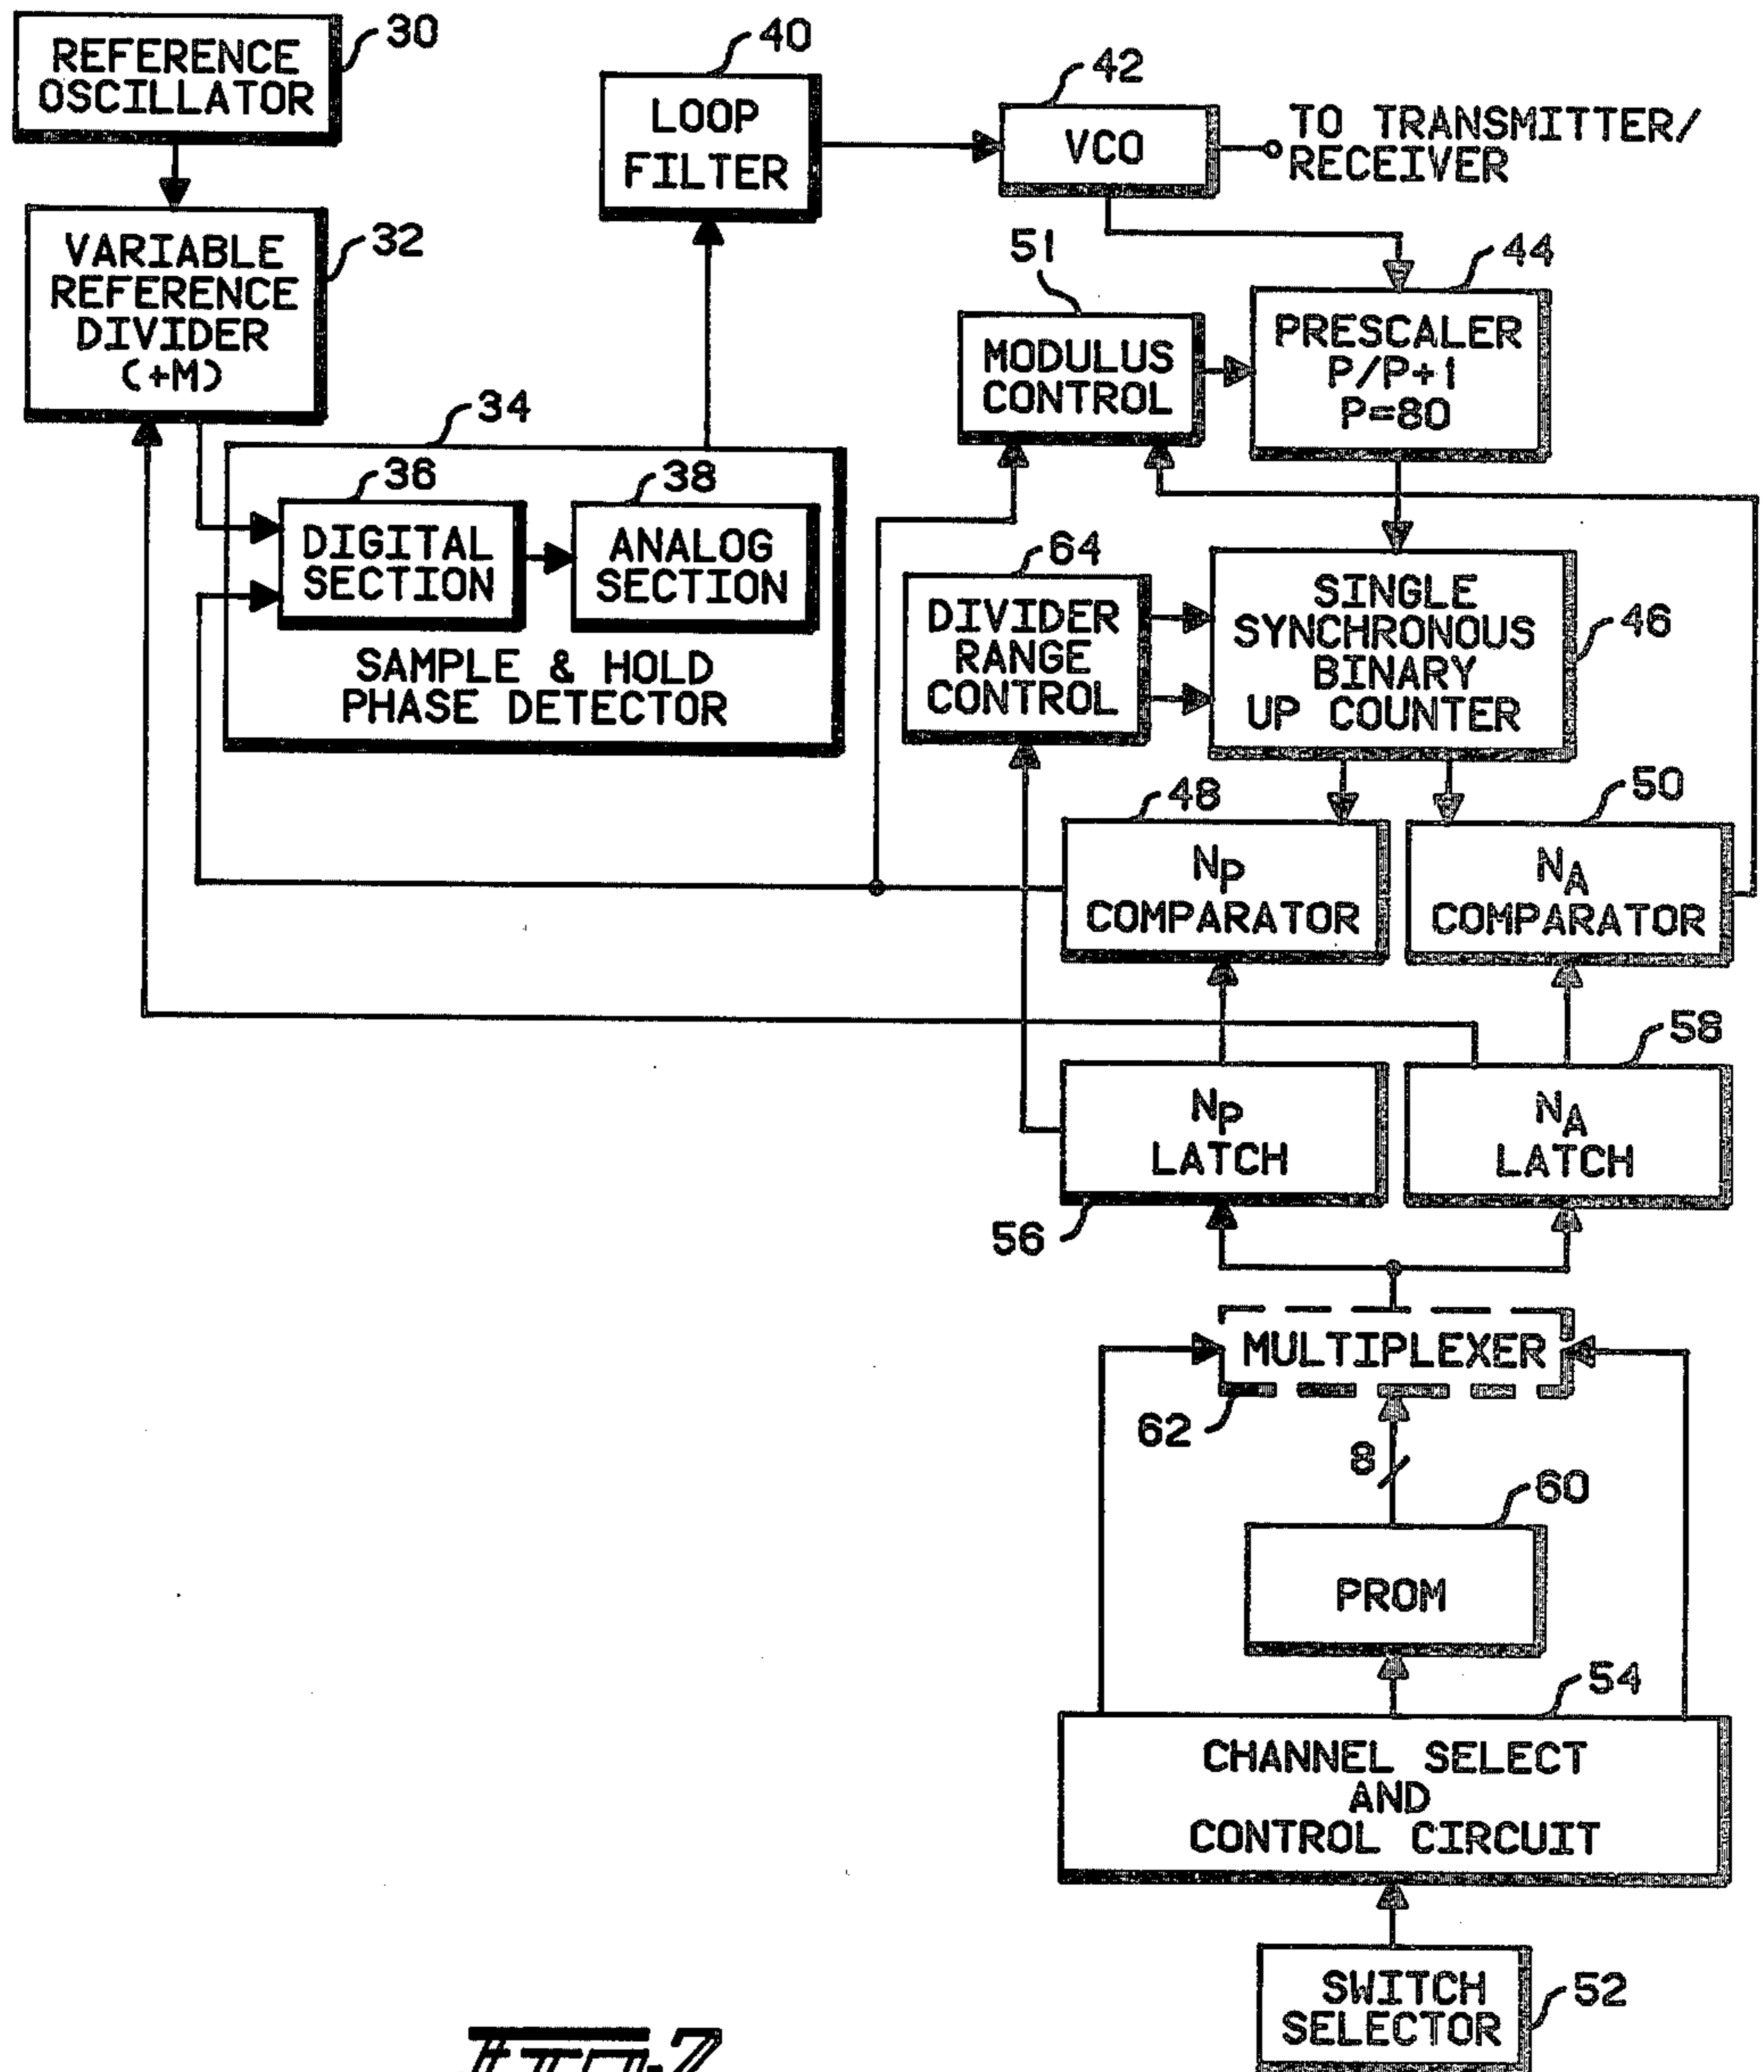 REFERENCE
OSCILLATOR
30
VARIABLE
REFERENCE
DIVIDER
(+M)
32
34
36
DIGITAL
SECTION
38
ANALOG
SECTION
SAMPLE & HOLD
PHASE DETECTOR
40
LOOP
FILTER
42
VCO
TO TRANSMITTER/
RECEIVER
51
MODULUS
CONTROL
44
PRESCALER
P/P+1
P=80
64
DIVIDER
RANGE
CONTROL
SINGLE
SYNCHRONOUS
BINARY
UP COUNTER
46
48
NP
COMPARATOR
50
NA
COMPARATOR
NP
LATCH
56
58
NA
LATCH
MULTIPLEXER
62
8
60
PROM
54
CHANNEL SELECT
AND
CONTROL CIRCUIT
SWITCH
SELECTOR
52